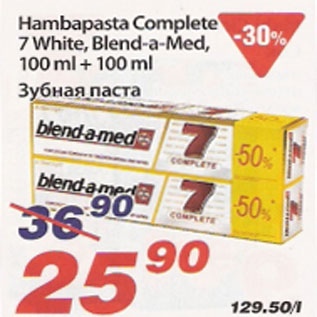 Hambapasta Complete
7 White, Blend-a-Med,
100 ml + 100 ml
Зубная паста
-30%
blend-a-med
7
COMPLETE
-50%
blend-a-med
7
COMPLETE
-50%
36.90
25 90
129.50/l